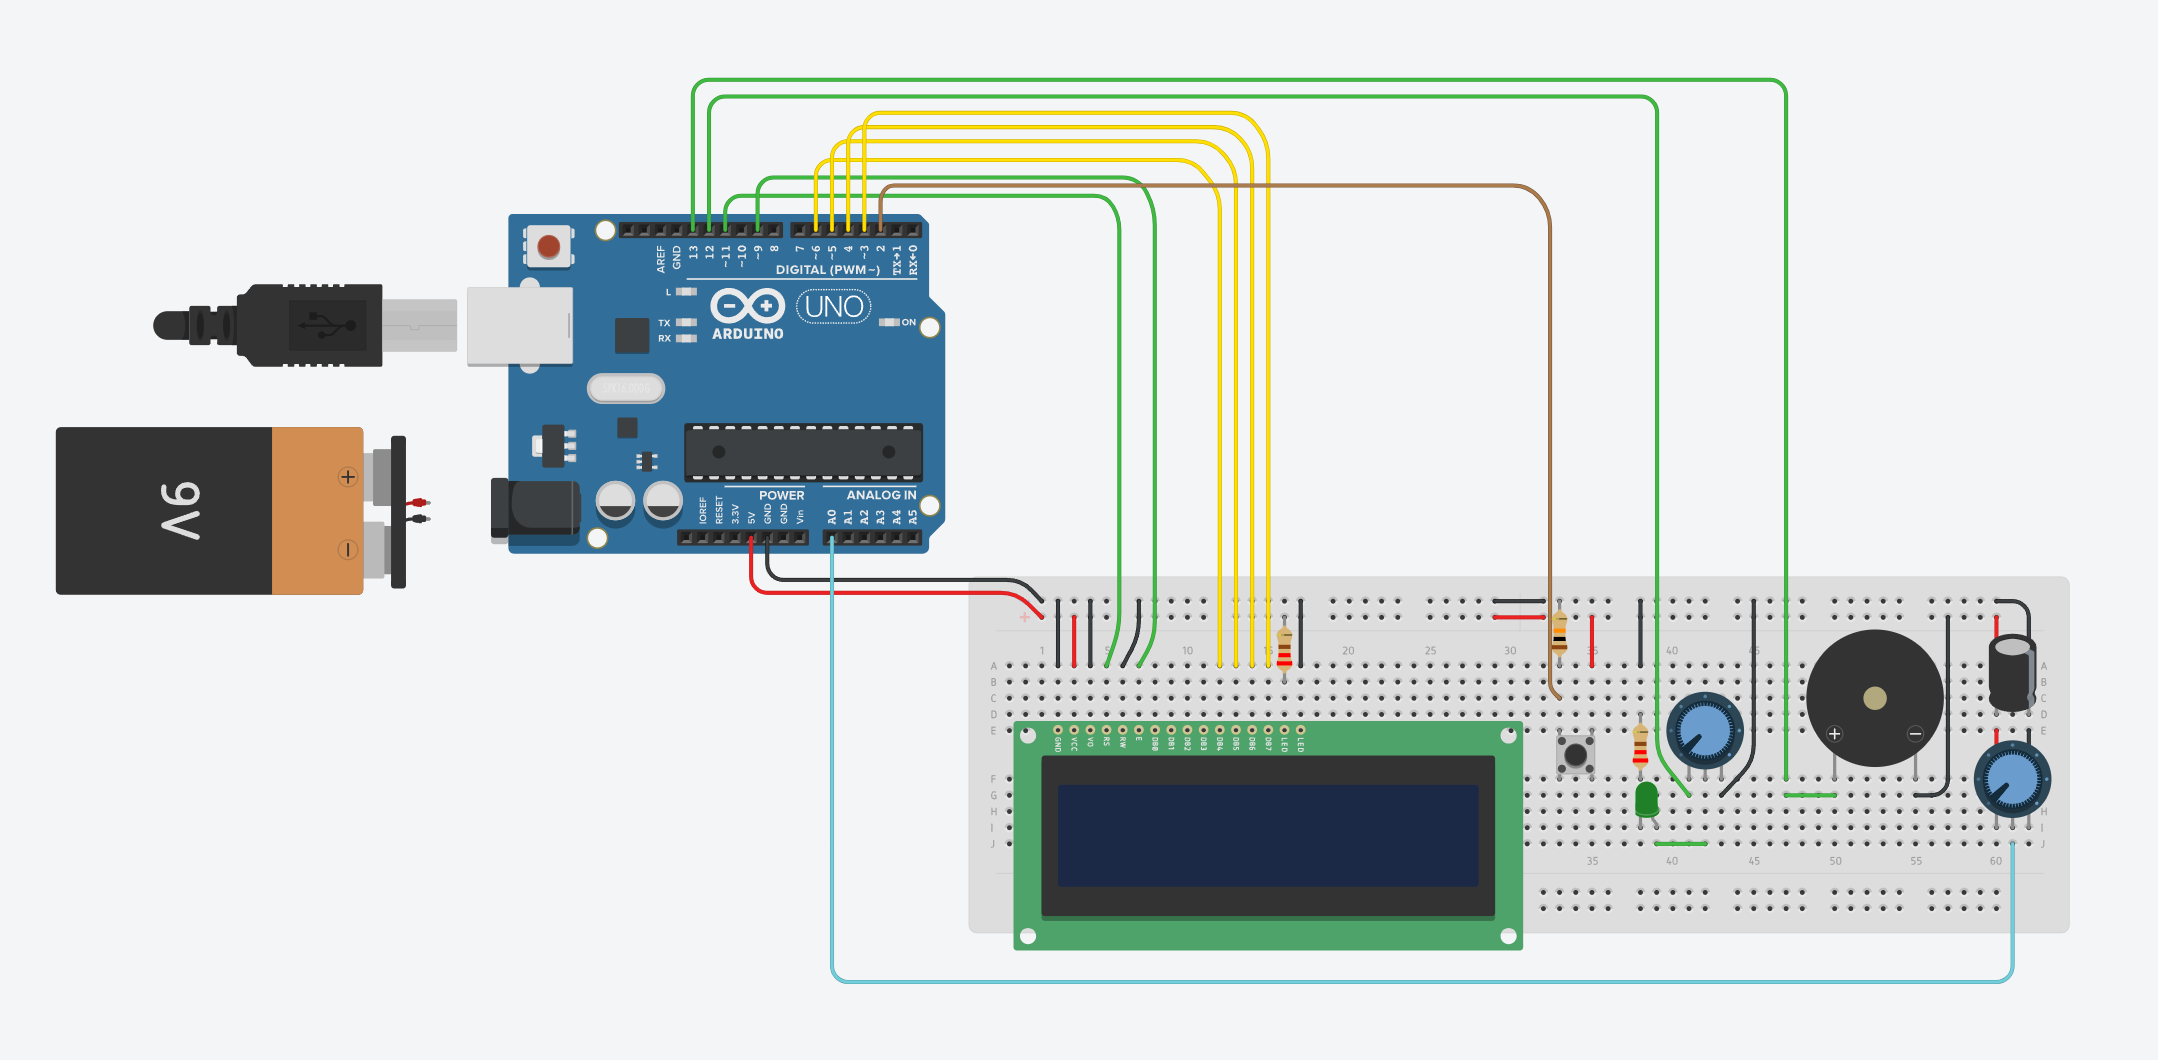 AREF
GND
13
12
~11
~10
~9
8
7
~6
~5
4
~3
2
TX→1
RX←0
DIGITAL (PWM~)
L
TX
RX
ARDUINO
UNO
ON
9V
+
−
POWER
ANALOG IN
IOREF
RESET
3.3V
5V
GND
GND
Vin
A0
A1
A2
A3
A4
A5
+
1 5 10 15 20 25 30 35 40 45
A A
B B
C C
D D
E E
GND VCC VO RS RW E DB0 DB1 DB2 DB3 DB4 DB5 DB6 DB7 LED LED
+ −
F
G
H H
I I
J J
35 40 45 50 55 60